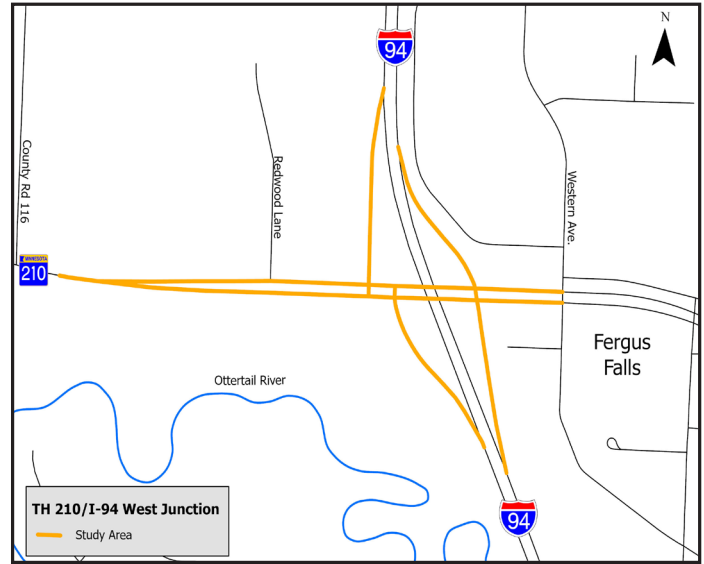 N
94
County Rd 116
Redwood Lane
Western Ave.
MINNESOTA
210
Fergus
Falls
Ottertail River
TH 210/I-94 West Junction
Study Area
94